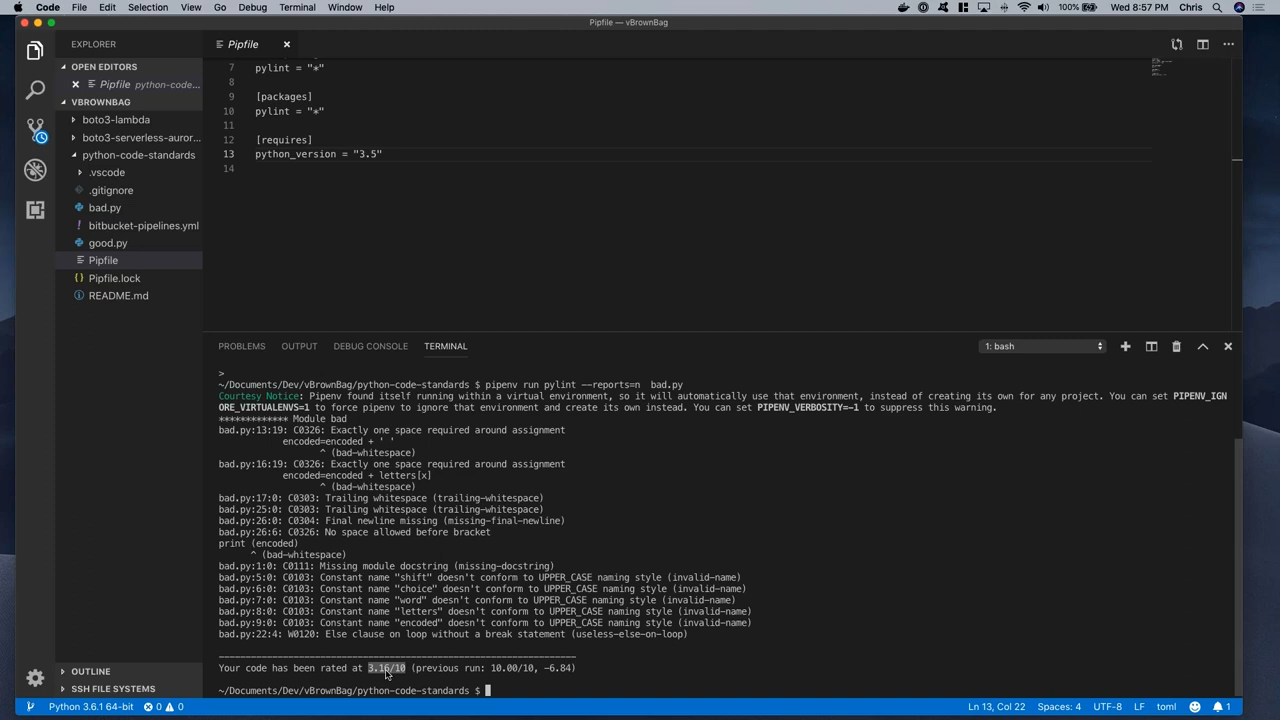 Code File Edit Selection View Go Debug Terminal Window Help 100% Wed 8:57 PM Chris
Pipfile — vBrownBag
EXPLORER
OPEN EDITORS
Pipfile python-code...
VBROWNBAG
boto3-lambda
boto3-serverless-auror...
python-code-standards
.vscode
.gitignore
bad.py
bitbucket-pipelines.yml
good.py
Pipfile
Pipfile.lock
README.md
OUTLINE
SSH FILE SYSTEMS
Pipfile
7 pylint = "*"
8
9 [packages]
10 pylint = "*"
11
12 [requires]
13 python_version = "3.5"
14
PROBLEMS OUTPUT DEBUG CONSOLE TERMINAL 1: bash
>
~/Documents/Dev/vBrownBag/python-code-standards $ pipenv run pylint --reports=n  bad.py
Courtesy Notice: Pipenv found itself running within a virtual environment, so it will automatically use that environment, instead of creating its own for any project. You can set PIPENV_IGN
ORE_VIRTUALENVS=1 to force pipenv to ignore that environment and create its own instead. You can set PIPENV_VERBOSITY=-1 to suppress this warning.
************* Module bad
bad.py:13:19: C0326: Exactly one space required around assignment
encoded=encoded + ' '
^ (bad-whitespace)
bad.py:16:19: C0326: Exactly one space required around assignment
encoded=encoded + letters[x]
^ (bad-whitespace)
bad.py:17:0: C0303: Trailing whitespace (trailing-whitespace)
bad.py:25:0: C0303: Trailing whitespace (trailing-whitespace)
bad.py:26:0: C0304: Final newline missing (missing-final-newline)
bad.py:26:6: C0326: No space allowed before bracket
print (encoded)
^ (bad-whitespace)
bad.py:1:0: C0111: Missing module docstring (missing-docstring)
bad.py:5:0: C0103: Constant name "shift" doesn't conform to UPPER_CASE naming style (invalid-name)
bad.py:6:0: C0103: Constant name "choice" doesn't conform to UPPER_CASE naming style (invalid-name)
bad.py:7:0: C0103: Constant name "word" doesn't conform to UPPER_CASE naming style (invalid-name)
bad.py:8:0: C0103: Constant name "letters" doesn't conform to UPPER_CASE naming style (invalid-name)
bad.py:9:0: C0103: Constant name "encoded" doesn't conform to UPPER_CASE naming style (invalid-name)
bad.py:22:4: W0120: Else clause on loop without a break statement (useless-else-on-loop)
------------------------------------------------------------------
Your code has been rated at 3.16/10 (previous run: 10.00/10, -6.84)
~/Documents/Dev/vBrownBag/python-code-standards $
Python 3.6.1 64-bit 0 0 Ln 13, Col 22 Spaces: 4 UTF-8 LF toml 1